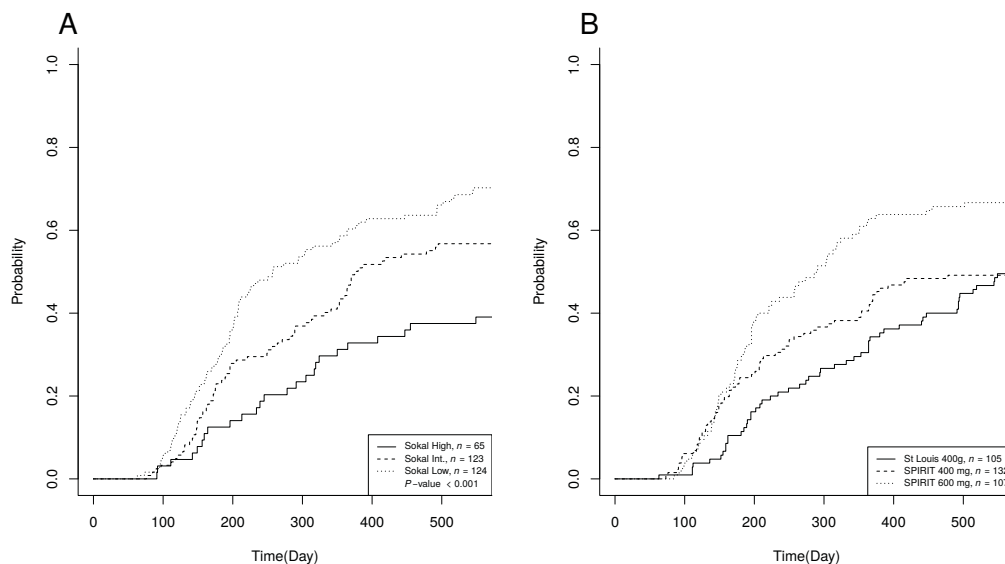 A
Probability
1.0
0.8
0.6
0.4
0.2
0.0
Sokal High, n = 65
Sokal Int., n = 123
Sokal Low, n = 124
P−value < 0.001
0 100 200 300 400 500
Time(Day)
B
Probability
1.0
0.8
0.6
0.4
0.2
0.0
St Louis 400g, n = 105
SPIRIT 400 mg, n = 132
SPIRIT 600 mg, n = 107
0 100 200 300 400 500
Time(Day)